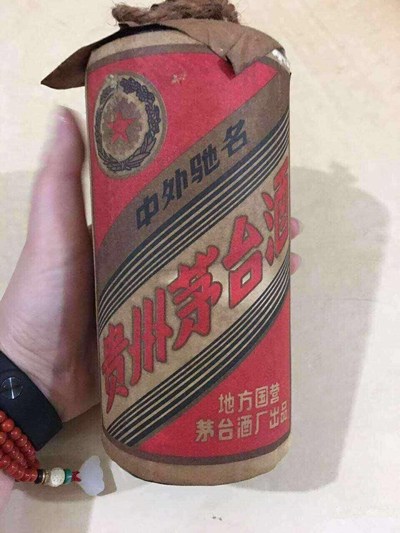 中外驰名
贵州茅台酒
地方国营
茅台酒厂出品